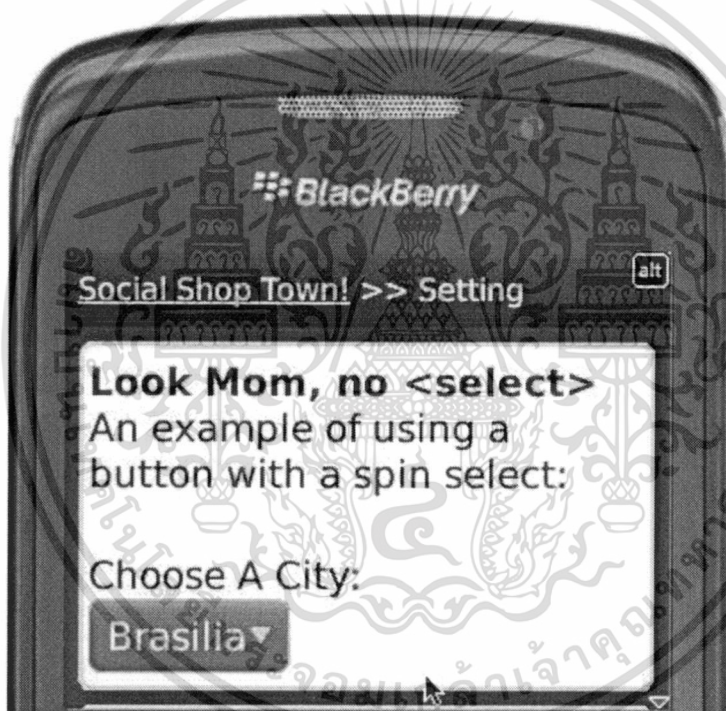 BlackBerry
alt
Social Shop Town! >> Setting
Look Mom, no <select>
An example of using a
button with a spin select:
Choose A City:
Brasilia